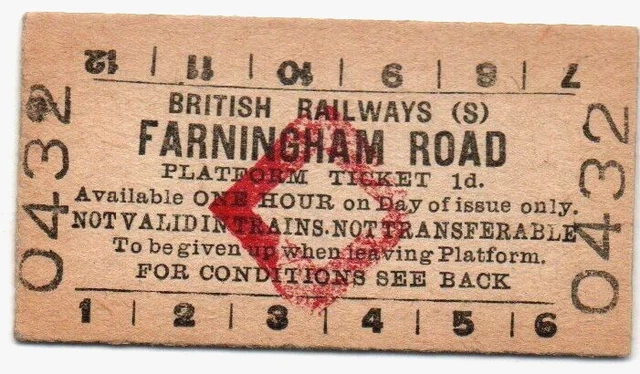 12 | 11 | 10 | 9 | 8 | 7
BRITISH RAILWAYS (S)
FARNINGHAM ROAD
PLATFORM TICKET 1d.
Available ONE HOUR on Day of issue only.
NOT VALID IN TRAINS. NOT TRANSFERABLE
To be given up when leaving Platform.
FOR CONDITIONS SEE BACK
1 | 2 | 3 | 4 | 5 | 6
0432
0432